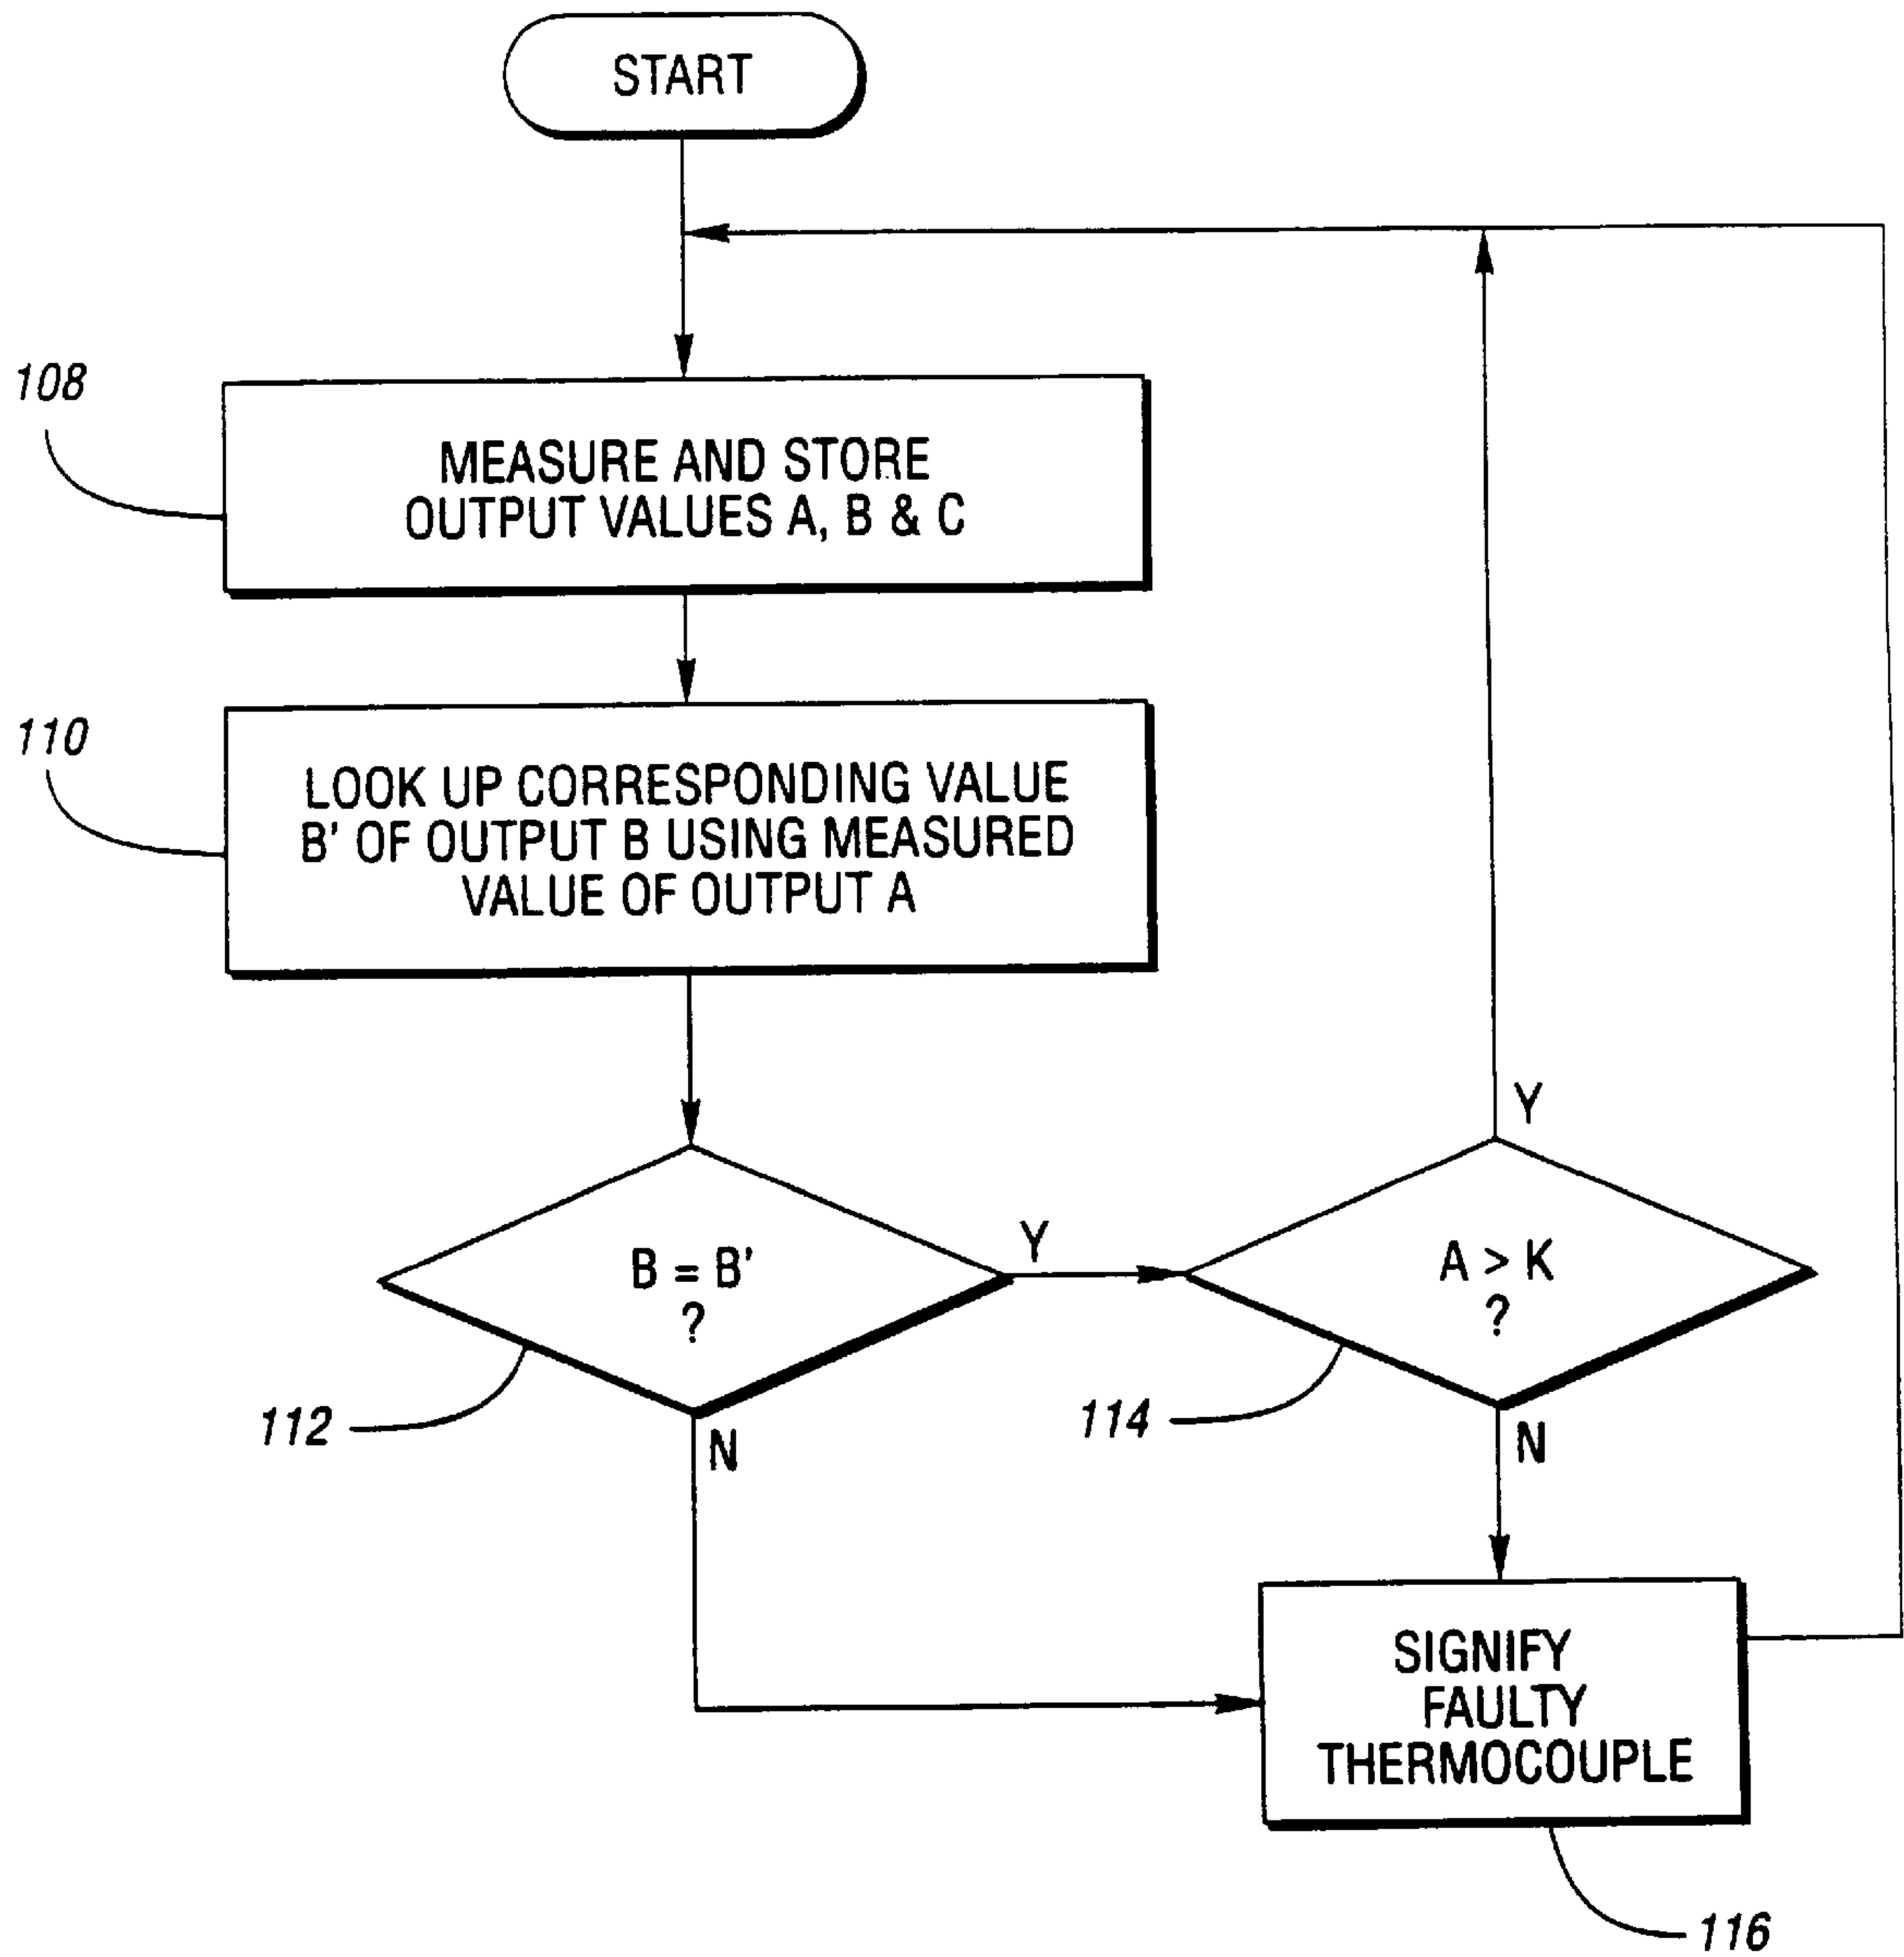 START
108
MEASURE AND STORE
OUTPUT VALUES A, B & C
110
LOOK UP CORRESPONDING VALUE
B' OF OUTPUT B USING MEASURED
VALUE OF OUTPUT A
B = B'
?
Y
N
112
A > K
?
Y
N
114
SIGNIFY
FAULTY
THERMOCOUPLE
116